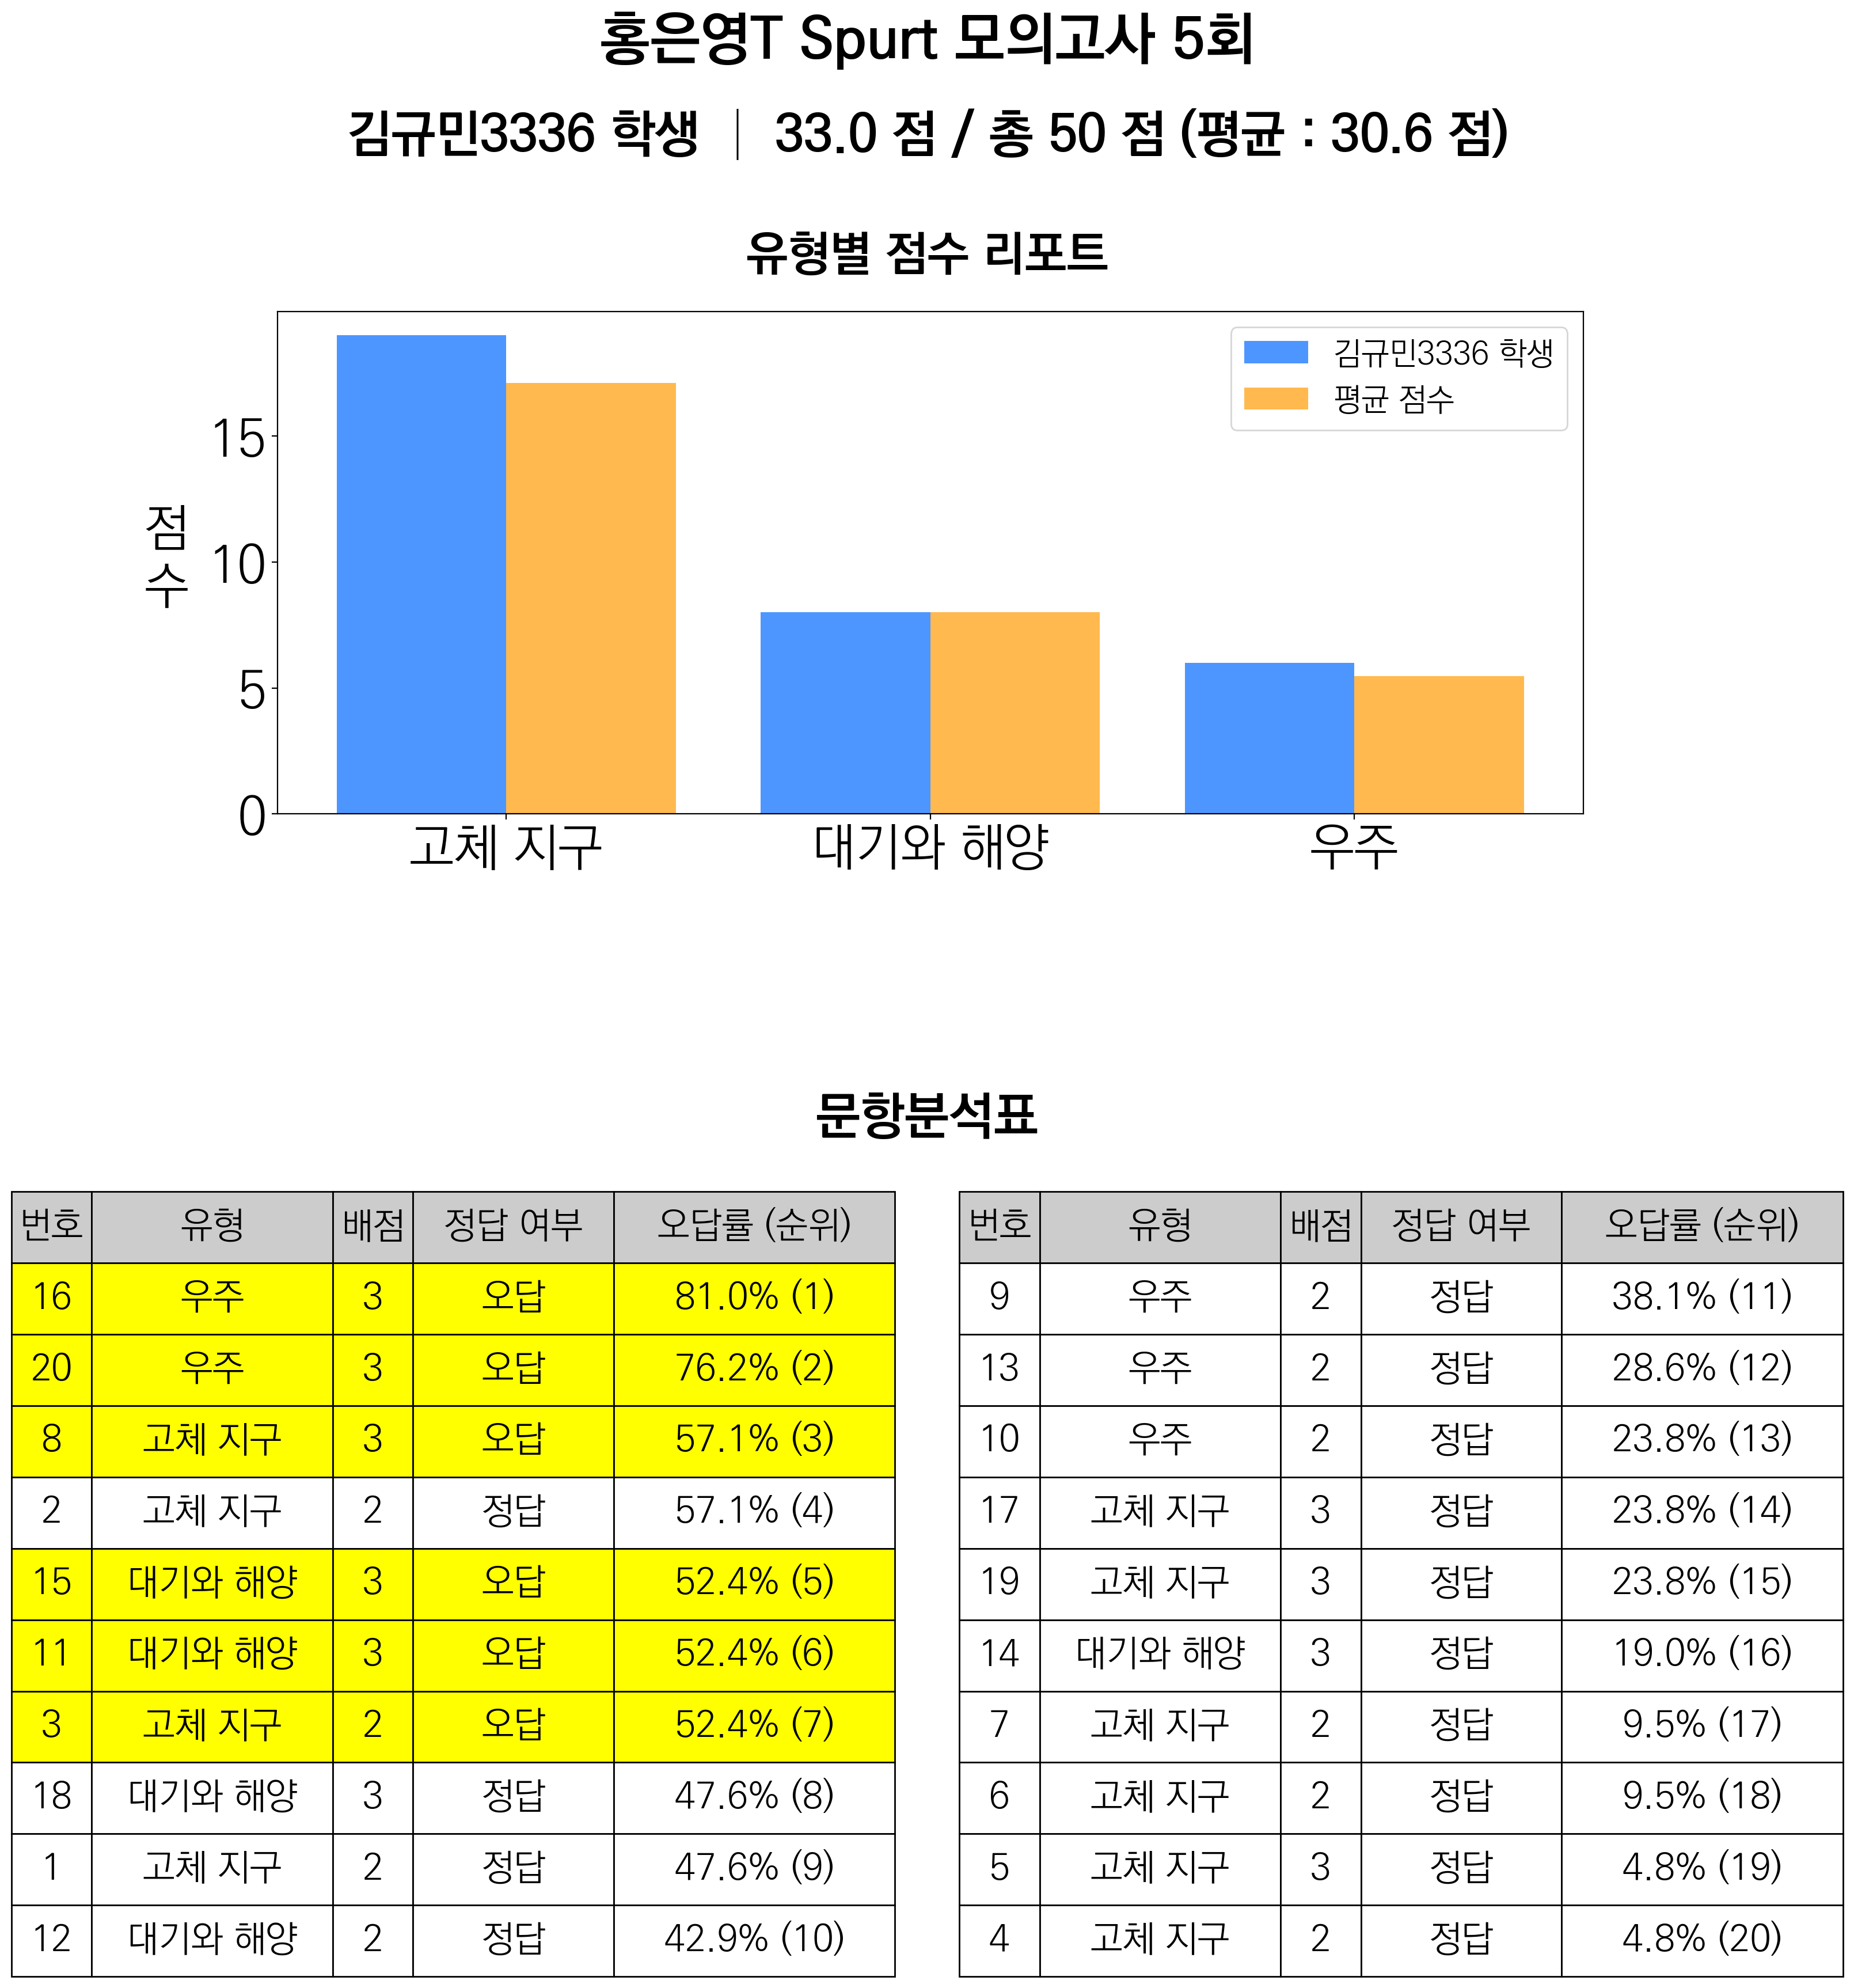 홍은영T Spurt 모의고사 5회
김규민3336 학생 | 33.0 점 / 총 50 점 (평균 : 30.6 점)
유형별 점수 리포트
김규민3336 학생
평균 점수
점
수
15
10
5
0
고체 지구 대기와 해양 우주
문항분석표
번호 유형 배점 정답 여부 오답률 (순위)
16 우주 3 오답 81.0% (1)
20 우주 3 오답 76.2% (2)
8 고체 지구 3 오답 57.1% (3)
2 고체 지구 2 정답 57.1% (4)
15 대기와 해양 3 오답 52.4% (5)
11 대기와 해양 3 오답 52.4% (6)
3 고체 지구 2 오답 52.4% (7)
18 대기와 해양 3 정답 47.6% (8)
1 고체 지구 2 정답 47.6% (9)
12 대기와 해양 2 정답 42.9% (10)
번호 유형 배점 정답 여부 오답률 (순위)
9 우주 2 정답 38.1% (11)
13 우주 2 정답 28.6% (12)
10 우주 2 정답 23.8% (13)
17 고체 지구 3 정답 23.8% (14)
19 고체 지구 3 정답 23.8% (15)
14 대기와 해양 3 정답 19.0% (16)
7 고체 지구 2 정답 9.5% (17)
6 고체 지구 2 정답 9.5% (18)
5 고체 지구 3 정답 4.8% (19)
4 고체 지구 2 정답 4.8% (20)